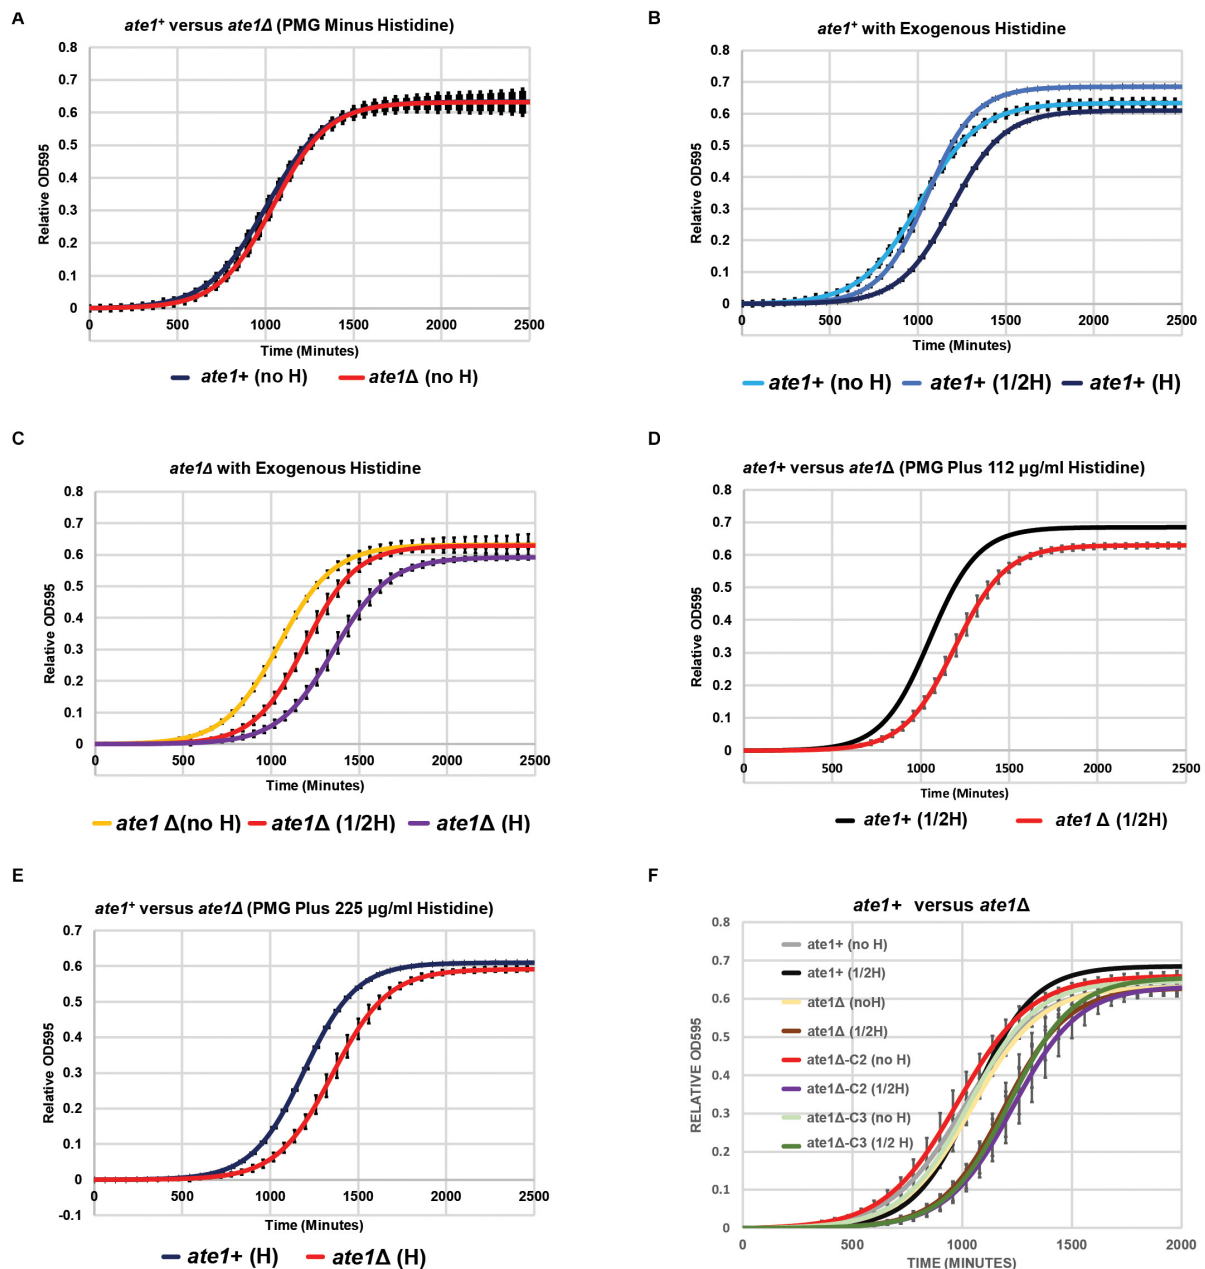 A
ate1+ versus ate1Δ (PMG Minus Histidine)
0.8
0.7
0.6
0.5
0.4
0.3
0.2
0.1
0
Relative OD595
0 500 1000 1500 2000 2500
Time (Minutes)
ate1+ (no H) ate1Δ (no H)
B
ate1+ with Exogenous Histidine
0.8
0.7
0.6
0.5
0.4
0.3
0.2
0.1
0
Relative OD595
0 500 1000 1500 2000 2500
Time (Minutes)
ate1+ (no H) ate1+ (1/2H) ate1+ (H)
C
ate1Δ with Exogenous Histidine
0.8
0.7
0.6
0.5
0.4
0.3
0.2
0.1
0
Relative OD595
0 500 1000 1500 2000 2500
Time (Minutes)
ate1 Δ(no H) ate1Δ (1/2H) ate1Δ (H)
D
ate1+ versus ate1Δ (PMG Plus 112 µg/ml Histidine)
0.8
0.7
0.6
0.5
0.4
0.3
0.2
0.1
0
Relative OD595
0 500 1000 1500 2000 2500
Time (Minutes)
ate1+ (1/2H) ate1 Δ (1/2H)
E
ate1+ versus ate1Δ (PMG Plus 225 µg/ml Histidine)
0.7
0.6
0.5
0.4
0.3
0.2
0.1
0
-0.1
Relative OD595
0 500 1000 1500 2000 2500
Time (Minutes)
ate1+ (H) ate1Δ (H)
F
ate1+ versus ate1Δ
0.8
0.7
0.6
0.5
0.4
0.3
0.2
0.1
0
RELATIVE OD595
ate1+ (no H)
ate1+ (1/2H)
ate1Δ (noH)
ate1Δ (1/2H)
ate1Δ-C2 (no H)
ate1Δ-C2 (1/2H)
ate1Δ-C3 (no H)
ate1Δ-C3 (1/2 H)
0 500 1000 1500 2000
TIME (MINUTES)